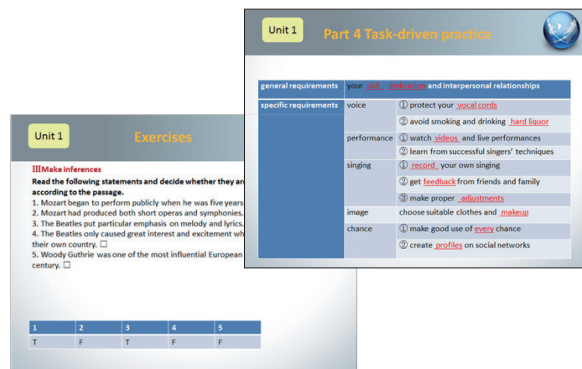 Unit 1
Part 4 Task-driven practice
general requirements your skill, dedication and interpersonal relationships
specific requirements voice ① protect your vocal cords
② avoid smoking and drinking hard liquor
performance ① watch videos and live performances
② learn from successful singers' techniques
singing ① record your own singing
② get feedback from friends and family
③ make proper adjustments
image choose suitable clothes and makeup
chance ① make good use of every chance
② create profiles on social networks
Unit 1
Exercises
III Make inferences
Read the following statements and decide whether they are
according to the passage.
1. Mozart began to perform publicly when he was five years
2. Mozart had produced both short operas and symphonies.
3. The Beatles put particular emphasis on melody and lyrics.
4. The Beatles only caused great interest and excitement wh
their own country. □
5. Woody Guthrie was one of the most influential European
century. □
1 2 3 4 5
T F T F F